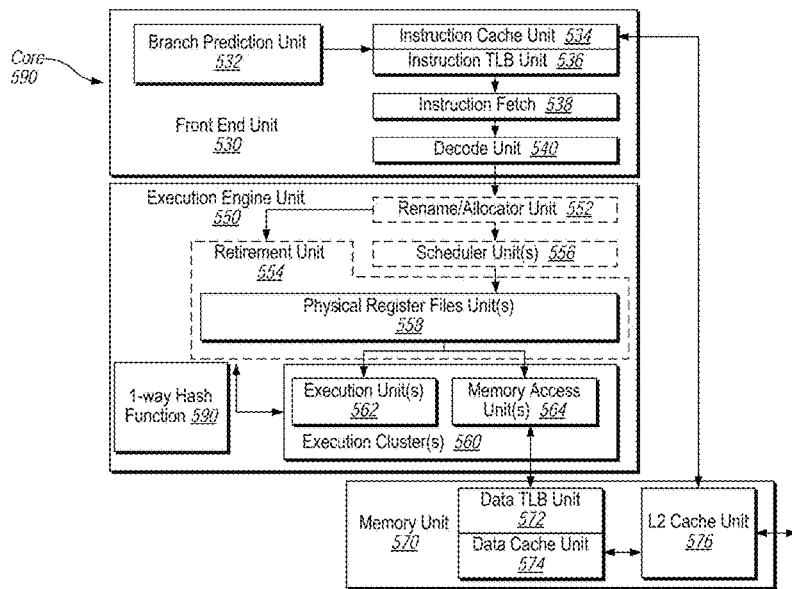 Core
590
Branch Prediction Unit
532
Instruction Cache Unit 534
Instruction TLB Unit 536
Instruction Fetch 538
Front End Unit
530
Decode Unit 540
Execution Engine Unit
550
Rename/Allocator Unit 552
Retirement Unit
554
Scheduler Unit(s) 556
Physical Register Files Unit(s)
558
1-way Hash
Function 590
Execution Unit(s)
562
Memory Access
Unit(s) 564
Execution Cluster(s) 560
Memory Unit
570
Data TLB Unit
572
Data Cache Unit
574
L2 Cache Unit
576